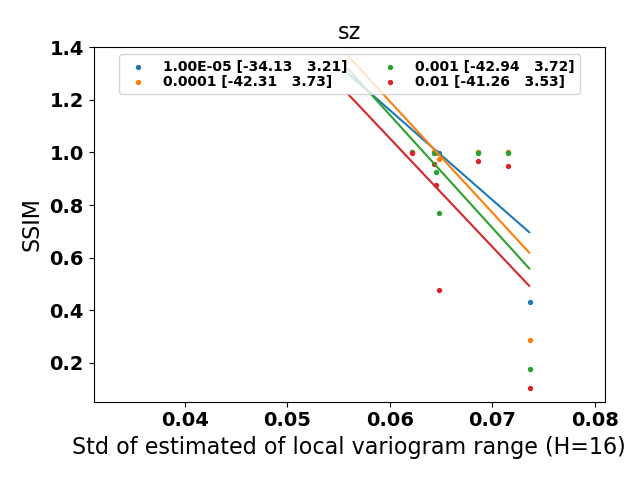 sz
1.00E-05 [-34.13   3.21]
0.0001 [-42.31   3.73]
0.001 [-42.94   3.72]
0.01 [-41.26   3.53]
1.4
1.2
1.0
0.8
0.6
0.4
0.2
SSIM
0.04 0.05 0.06 0.07 0.08
Std of estimated of local variogram range (H=16)